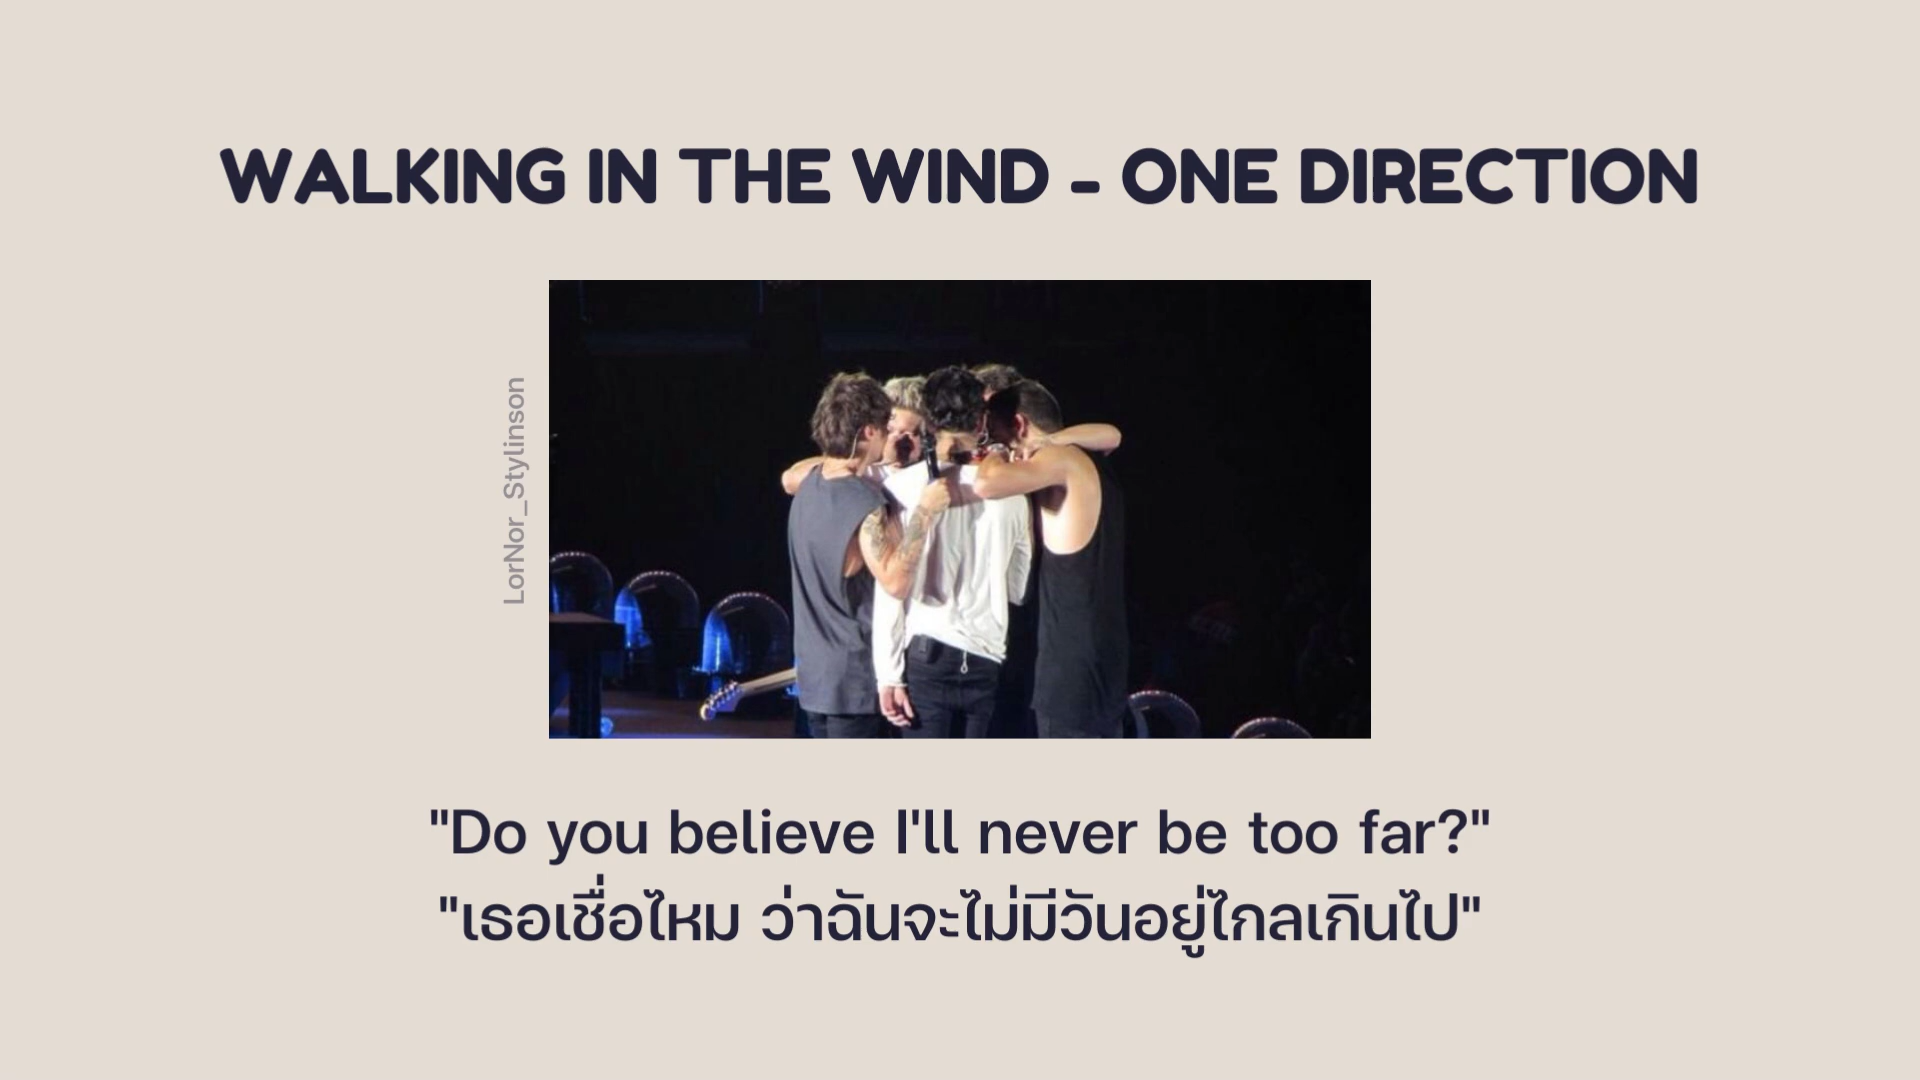 WALKING IN THE WIND - ONE DIRECTION
LorNor_Stylinson
"Do you believe I'll never be too far?"
"เธอเชื่อไหม ว่าฉันจะไม่มีวันอยู่ไกลเกินไป"